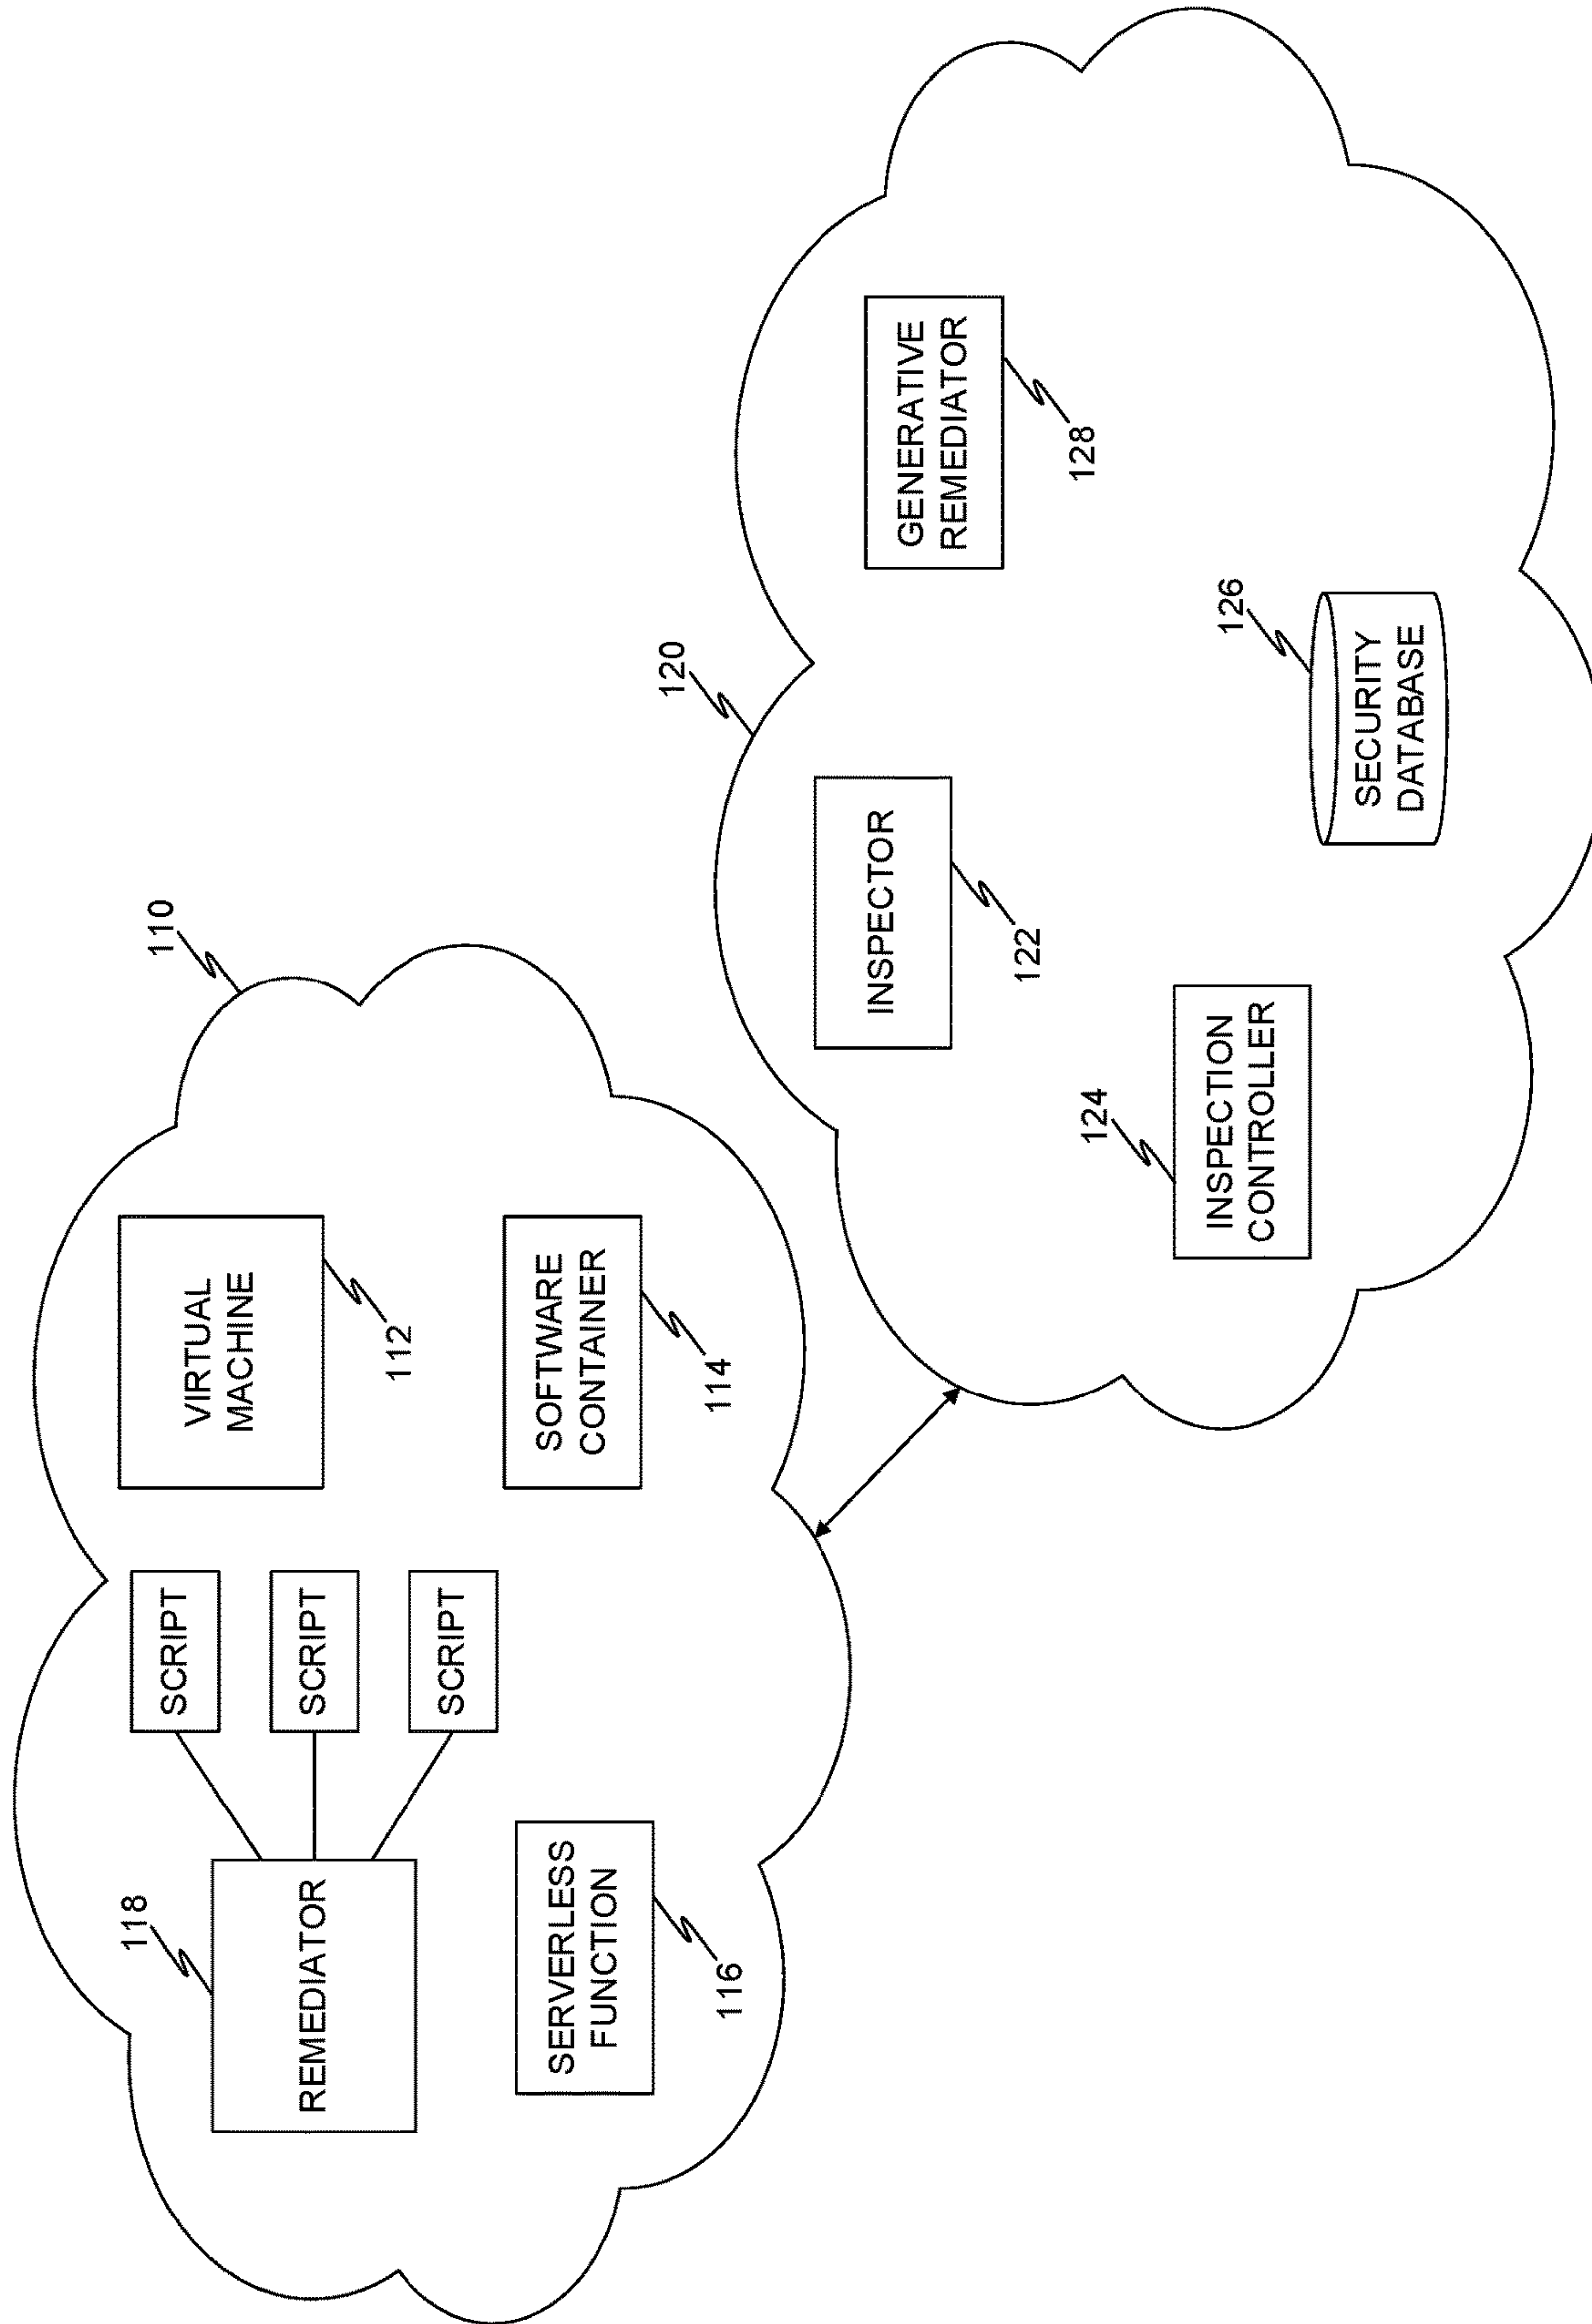 110
118
REMEDIATOR
SCRIPT
SCRIPT
SCRIPT
VIRTUAL
MACHINE
112
SERVERLESS
FUNCTION
116
SOFTWARE
CONTAINER
114
120
INSPECTOR
122
GENERATIVE
REMEDIATOR
128
124
INSPECTION
CONTROLLER
126
SECURITY
DATABASE